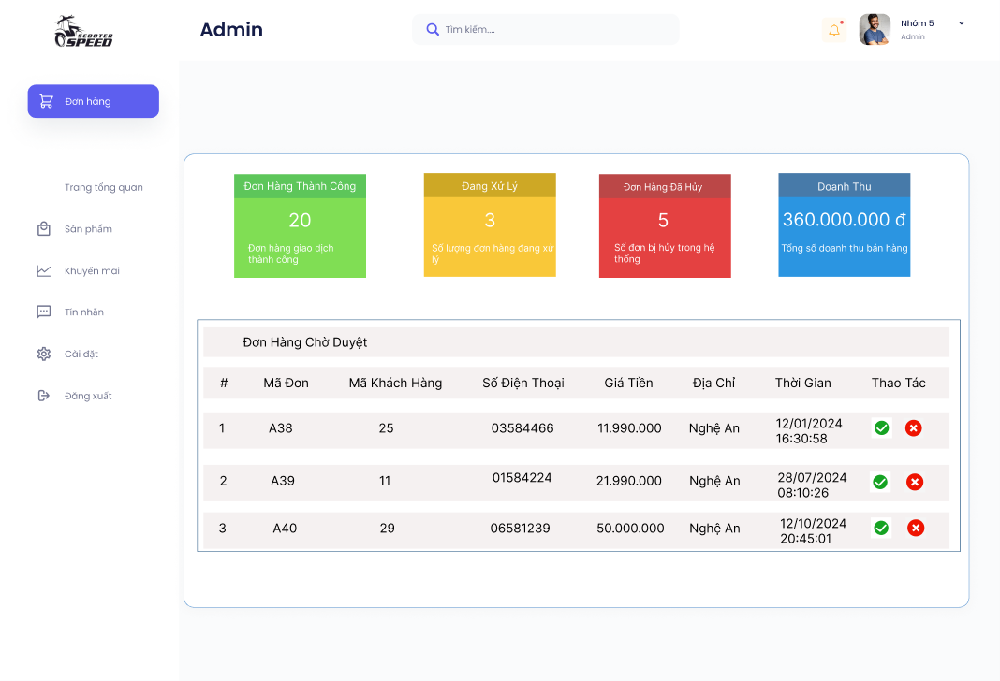 SCOOTER
SPEED
Admin
Tìm kiếm....
Nhóm 5
Admin
Đơn hàng
Trang tổng quan
Sản phẩm
Khuyến mãi
Tin nhắn
Cài đặt
Đăng xuất
Đơn Hàng Thành Công
20
Đơn hàng giao dịch
thành công
Đang Xử Lý
3
Số lượng đơn hàng đang xử
lý
Đơn Hàng Đã Hủy
5
Số đơn bị hủy trong hệ
thống
Doanh Thu
360.000.000 đ
Tổng số doanh thu bán hàng
Đơn Hàng Chờ Duyệt
# Mã Đơn Mã Khách Hàng Số Điện Thoại Giá Tiền Địa Chỉ Thời Gian Thao Tác
1 A38 25 03584466 11.990.000 Nghệ An 12/01/2024
16:30:58
2 A39 11 01584224 21.990.000 Nghệ An 28/07/2024
08:10:26
3 A40 29 06581239 50.000.000 Nghệ An 12/10/2024
20:45:01